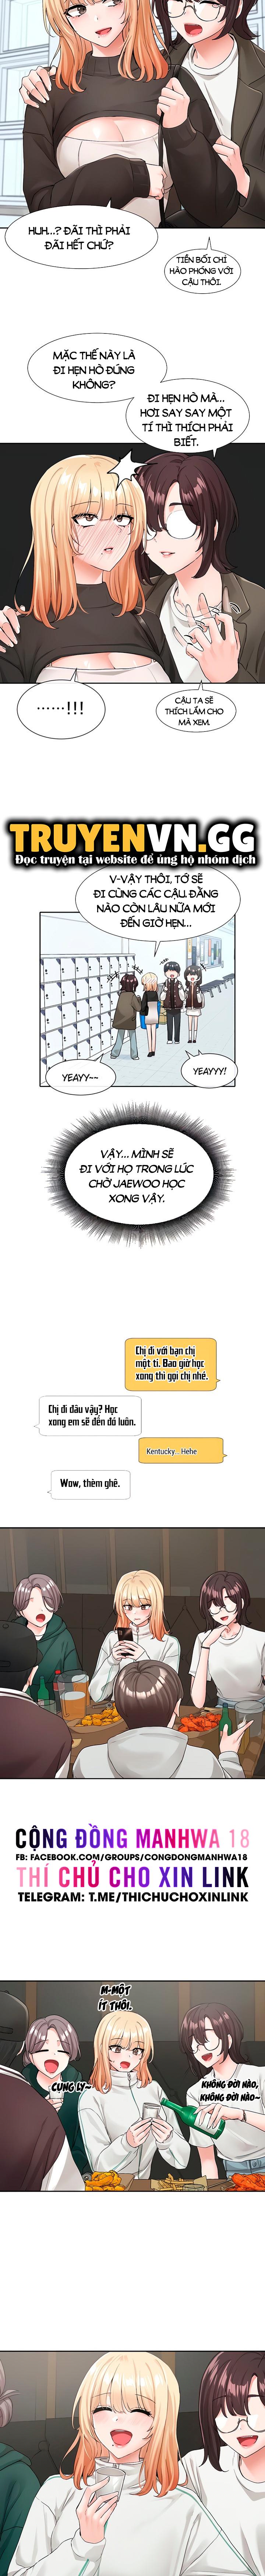 HUH...? ĐÃI THÌ PHẢI
ĐÃI HẾT CHỨ?
TIỀN BỐI CHỈ
HÀO PHÓNG VỚI
CẬU THÔI.
MẶC THẾ NÀY LÀ
ĐI HẸN HÒ ĐÚNG
KHÔNG?
ĐI HẸN HÒ MÀ...
HƠI SAY SAY MỘT
TÍ THÌ THÍCH PHẢI
BIẾT.
······!!!
CẬU TA SẼ
THÍCH LẮM CHO
MÀ XEM.
TRUYENVN.GG
Đọc truyện tại website để ủng hộ nhóm dịch
V-VẬY THÔI, TỚ SẼ
ĐI CÙNG CÁC CẬU. ĐẰNG
NÀO CÒN LÂU NỮA MỚI
ĐẾN GIỜ HẸN...
YEAYY~~
YEAYYY!
VẬY... MÌNH SẼ
ĐI VỚI HỌ TRONG LÚC
CHỜ JAEWOO HỌC
XONG VẬY.
Chị đi với bạn chị
một tí. Bao giờ học
xong thì gọi chị nhé.
Chị đi đâu vậy? Học
xong em sẽ đến đó luôn.
Kentucky... Hehe
Wow, thèm ghê.
CỘNG ĐỒNG MANHWA 18
FB: FACEBOOK.COM/GROUPS/CONGDONGMANHWA18
THÍ CHỦ CHO XIN LINK
TELEGRAM: T.ME/THICHUCHOXINLINK
M-MỘT
ÍT THÔI.
CỤNG LY~
KHÔNG ĐỜI NÀO,
KHÔNG ĐỜI NÀO~